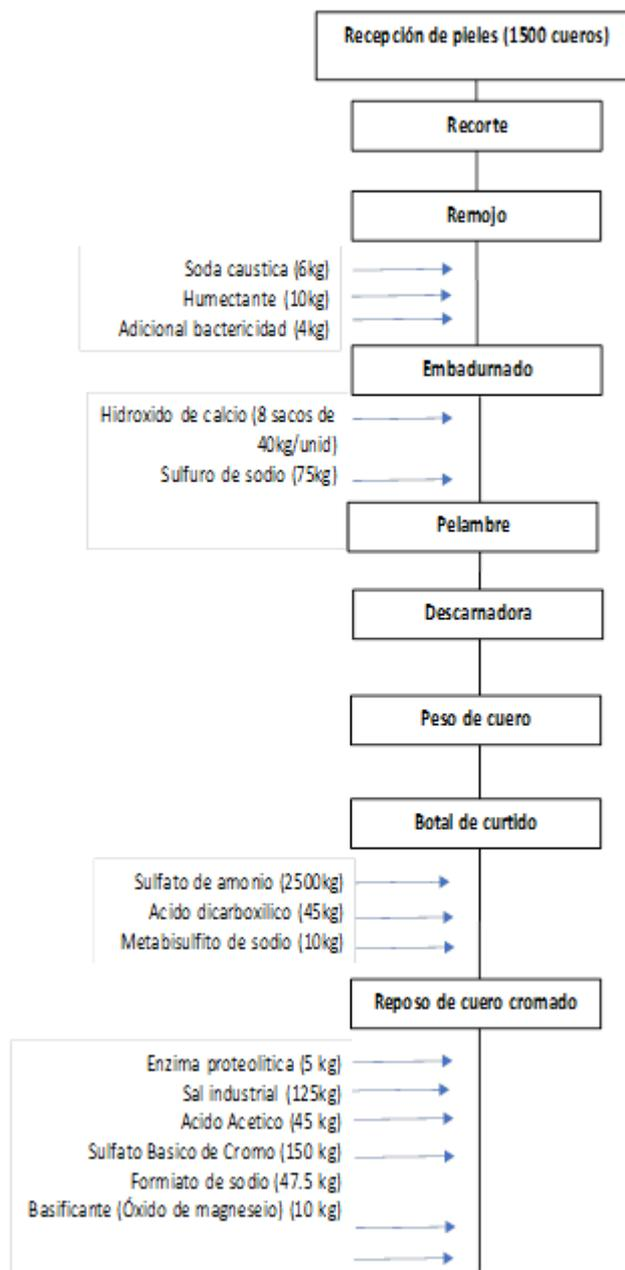 Recepción de pieles (1500 cueros)
Recorte
Remojo
Soda caustica (6kg)
Humectante (10kg)
Adicional bactericidad (4kg)
Embadurnado
Hidroxido de calcio (8 sacos de
40kg/unid)
Sulfuro de sodio (75kg)
Pelambre
Descarnadora
Peso de cuero
Botal de curtido
Sulfato de amonio (2500kg)
Acido dicarboxilico (45kg)
Metabisulfito de sodio (10kg)
Reposo de cuero cromado
Enzima proteolítica (5 kg)
Sal industrial (125kg)
Acido Acetico (45 kg)
Sulfato Basico de Cromo (150 kg)
Formiato de sodio (47.5 kg)
Basificante (Óxido de magneseio) (10 kg)